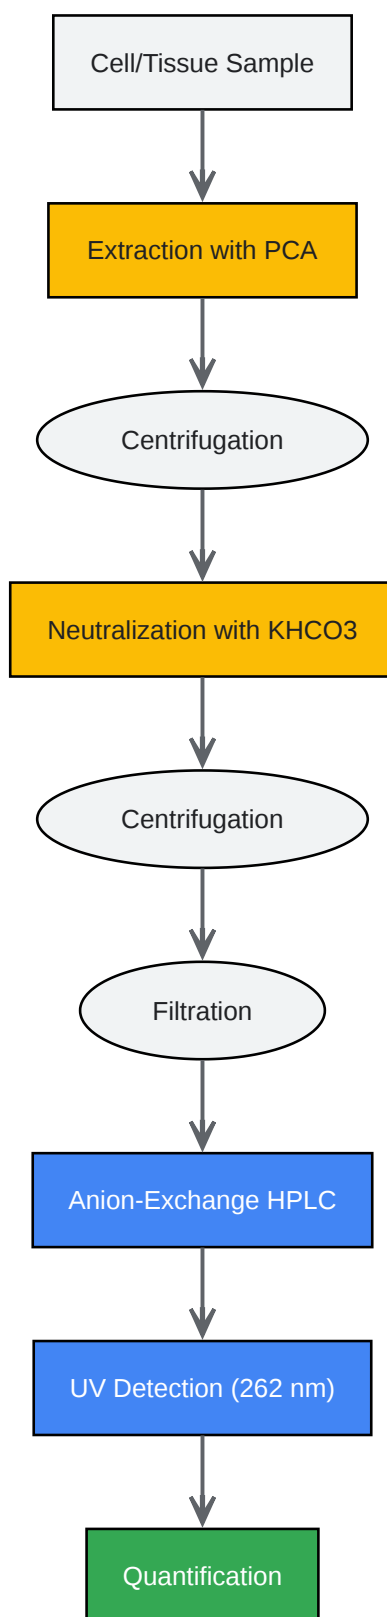 Cell/Tissue Sample
Extraction with PCA
Centrifugation
Neutralization with KHCO3
Centrifugation
Filtration
Anion-Exchange HPLC
UV Detection (262 nm)
Quantification